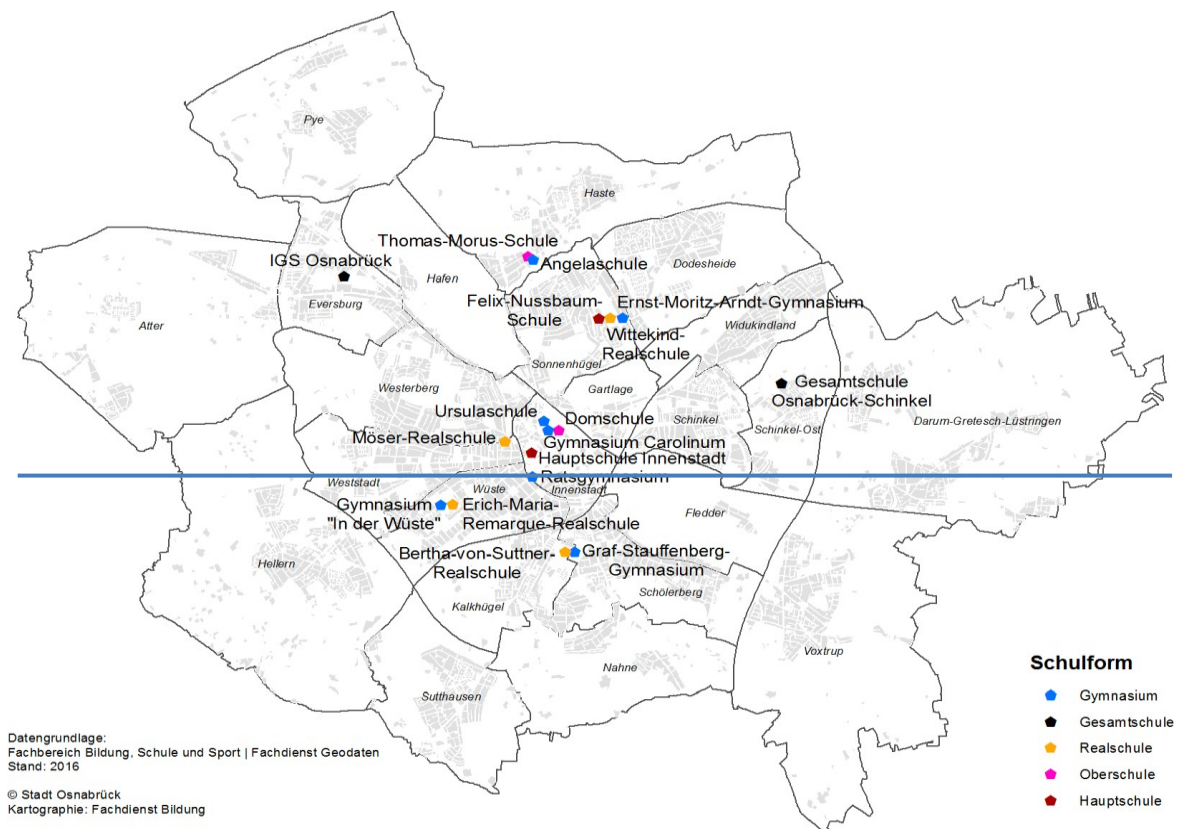 Pye
Haste
Thomas-Morus-Schule
IGS Osnabrück
Angelaschule
Dodesheide
Hafen
Eversburg
Felix-Nussbaum-
Schule
Ernst-Moritz-Arndt-Gymnasium
Atter
Widukindland
Wittekind-
Realschule
Sonnenhügel
Westerberg
Gartlage
Gesamtschule
Osnabrück-Schinkel
Ursulaschule
Domschule
Schinkel
Schinkel-Ost
Darum-Gretesch-Lüstringen
Möser-Realschule
Gymnasium Carolinum
Hauptschule Innenstadt
Ratsgymnasium
Weststadt
Wüste
Innenstadt
Gymnasium
"In der Wüste"
Erich-Maria-
Remarque-Realschule
Fledder
Bertha-von-Suttner-
Realschule
Graf-Stauffenberg-
Gymnasium
Hellern
Kalkhügel
Schölerberg
Voxtrup
Nahne
Sutthausen
Schulform
Gymnasium
Gesamtschule
Realschule
Oberschule
Hauptschule
Datengrundlage:
Fachbereich Bildung, Schule und Sport | Fachdienst Geodaten
Stand: 2016
© Stadt Osnabrück
Kartographie: Fachdienst Bildung